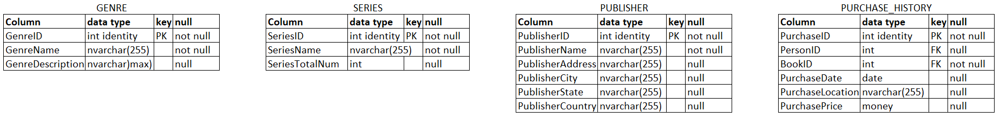 GENRE
Column data type key null
GenreID int identity PK not null
GenreName nvarchar(255) not null
GenreDescription nvarchar)max) null
SERIES
Column data type key null
SeriesID int identity PK not null
SeriesName nvarchar(255) not null
SeriesTotalNum int null
PUBLISHER
Column data type key null
PublisherID int identity PK not null
PublisherName nvarchar(255) not null
PublisherAddress nvarchar(255) null
PublisherCity nvarchar(255) null
PublisherState nvarchar(255) null
PublisherCountry nvarchar(255) null
PURCHASE_HISTORY
Column data type key null
PurchaseID int identity PK not null
PersonID int FK null
BookID int FK not null
PurchaseDate date null
PurchaseLocation nvarchar(255) null
PurchasePrice money null